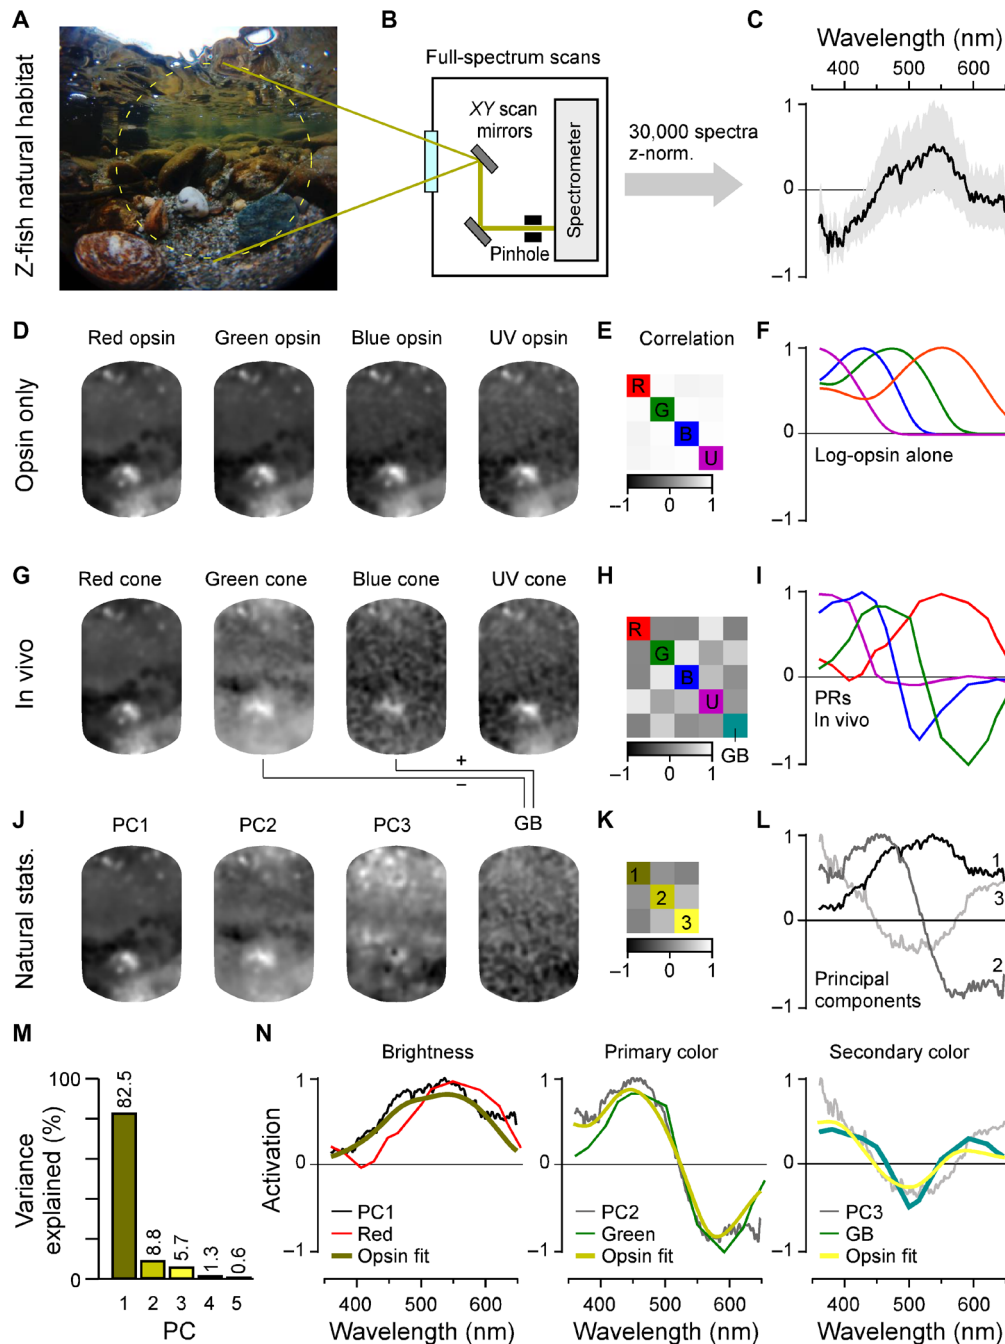 A
Z-fish natural habitat
B
Full-spectrum scans
XY scan
mirrors
Pinhole
Spectrometer
30,000 spectra
z-norm.
C
Wavelength (nm)
400 500 600
1
0
−1
D
Opsin only
Red opsin Green opsin Blue opsin UV opsin
E
Correlation
R
G
B
U
−1 0 1
F
1
0
−1
Log-opsin alone
G
In vivo
Red cone Green cone Blue cone UV cone
+
−
H
R
G
B
U
GB
−1 0 1
I
1
0
−1
PRs
In vivo
J
Natural stats.
PC1 PC2 PC3 GB
K
1
2
3
−1 0 1
L
1
0
−1
1
3
2
Principal
components
M
Variance
explained (%)
100
0
82.5
8.8
5.7
1.3
0.6
1 2 3 4 5
PC
N
Activation
Brightness
1
0
−1
PC1
Red
Opsin fit
400 500 600
Wavelength (nm)
Primary color
1
0
−1
PC2
Green
Opsin fit
400 500 600
Wavelength (nm)
Secondary color
1
0
−1
PC3
GB
Opsin fit
400 500 600
Wavelength (nm)